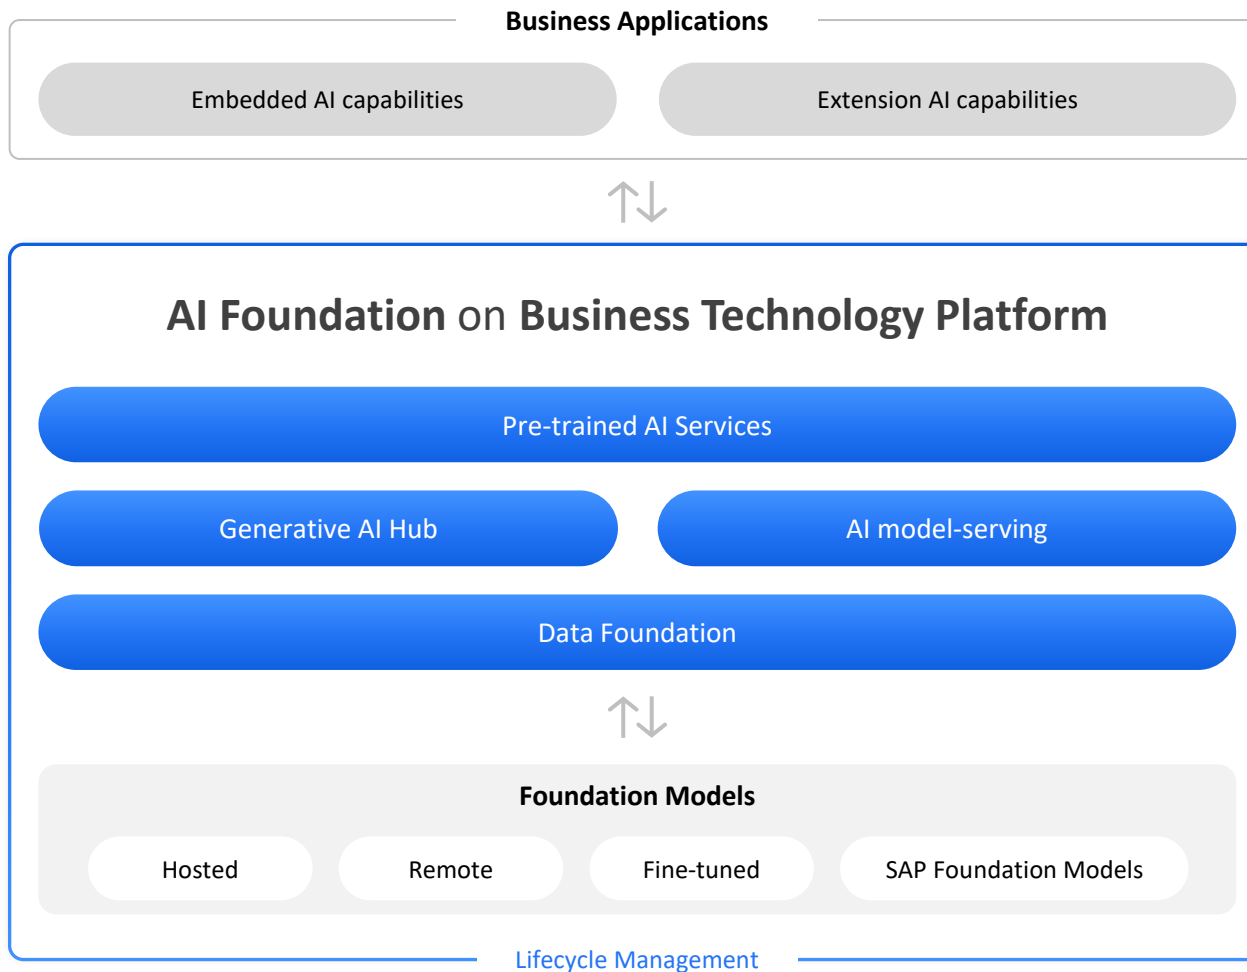 Business Applications
Embedded AI capabilities
Extension AI capabilities
AI Foundation on Business Technology Platform
Pre-trained AI Services
Generative AI Hub
AI model-serving
Data Foundation
Foundation Models
Hosted
Remote
Fine-tuned
SAP Foundation Models
Lifecycle Management